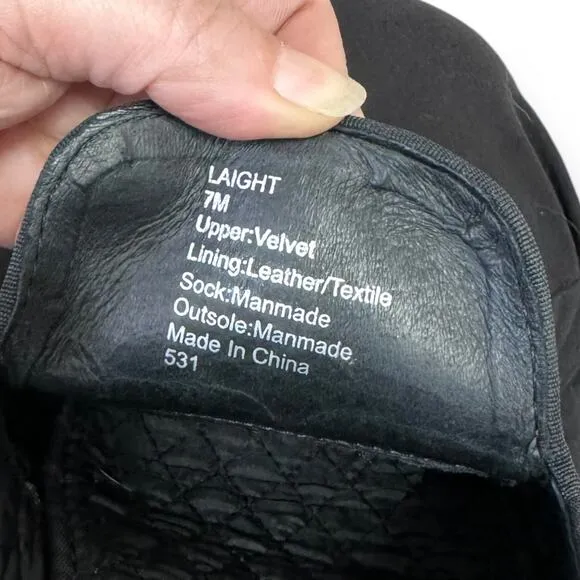 LAIGHT
7M
Upper:Velvet
Lining:Leather/Textile
Sock:Manmade
Outsole:Manmade
Made In China
531